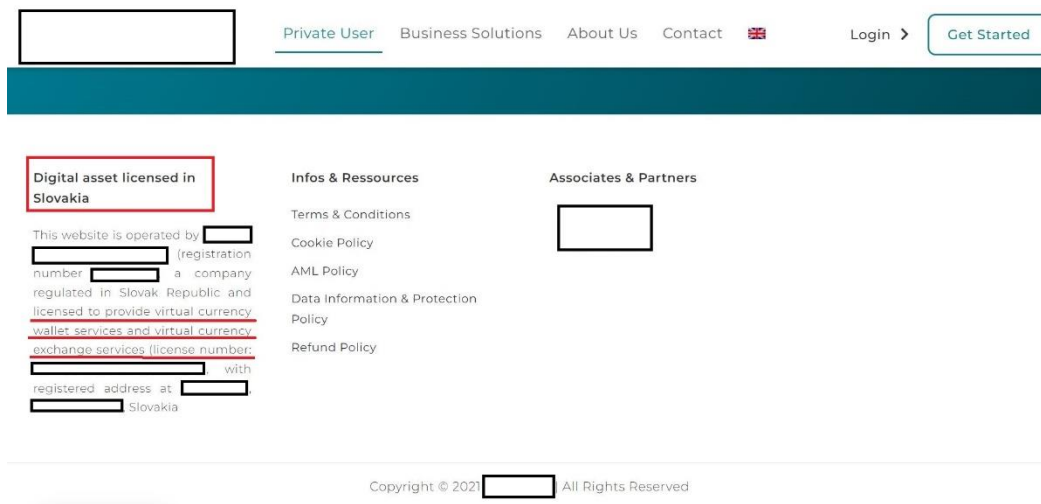 Private User Business Solutions About Us Contact Login Get Started
Digital asset licensed in
Slovakia
This website is operated by
(registration
number a company
regulated in Slovak Republic and
licensed to provide virtual currency
wallet services and virtual currency
exchange services (license number:
, with
registered address at ,
, Slovakia
Infos & Ressources
Terms & Conditions
Cookie Policy
AML Policy
Data Information & Protection
Policy
Refund Policy
Associates & Partners
Copyright © 2021 | All Rights Reserved